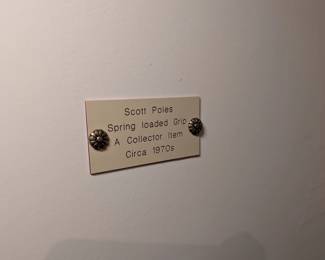 Scott Poles
Spring loaded Grip
A Collector Item
Circa 1970s